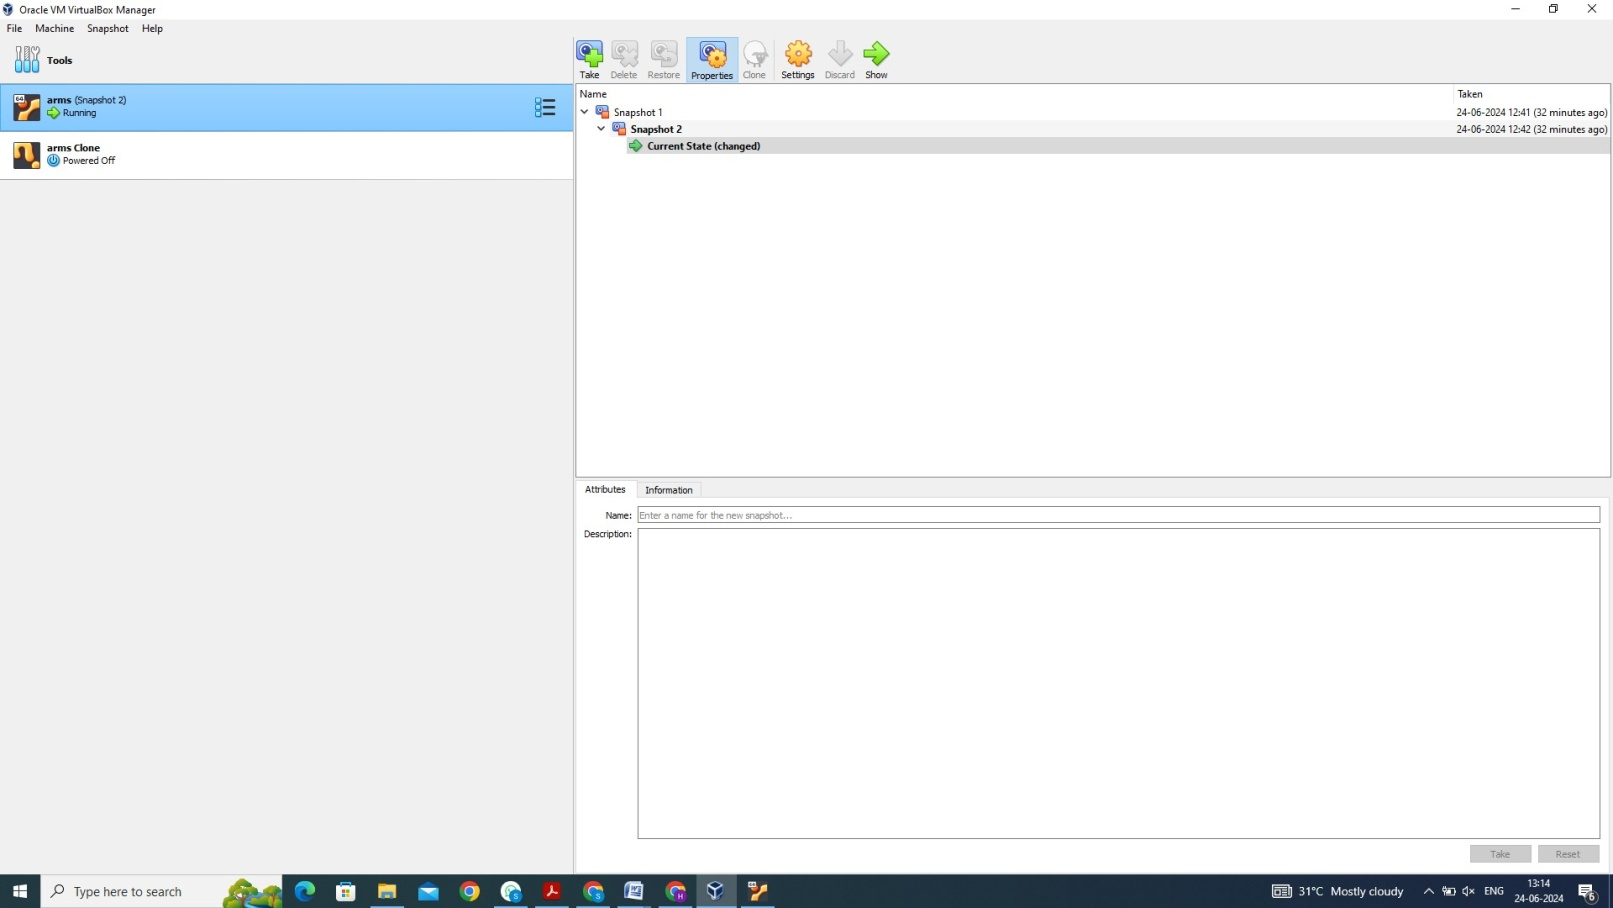 Oracle VM VirtualBox Manager
File Machine Snapshot Help
Tools
Take Delete Restore Properties Clone Settings Discard Show
64 arms (Snapshot 2)
Running
arms Clone
Powered Off
Name Taken
Snapshot 1 24-06-2024 12:41 (32 minutes ago)
Snapshot 2 24-06-2024 12:42 (32 minutes ago)
Current State (changed)
Attributes Information
Name: Enter a name for the new snapshot...
Description:
Take Reset
Type here to search 31°C Mostly cloudy ENG 13:14
24-06-2024 6